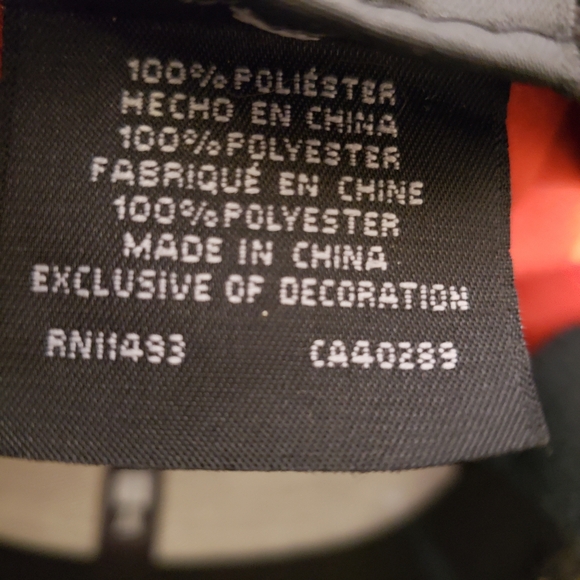 100% POLIÉSTER
HECHO EN CHINA
100% POLYESTER
FABRIQUÉ EN CHINE
100% POLYESTER
MADE IN CHINA
EXCLUSIVE OF DECORATION
RN11493 CA40289